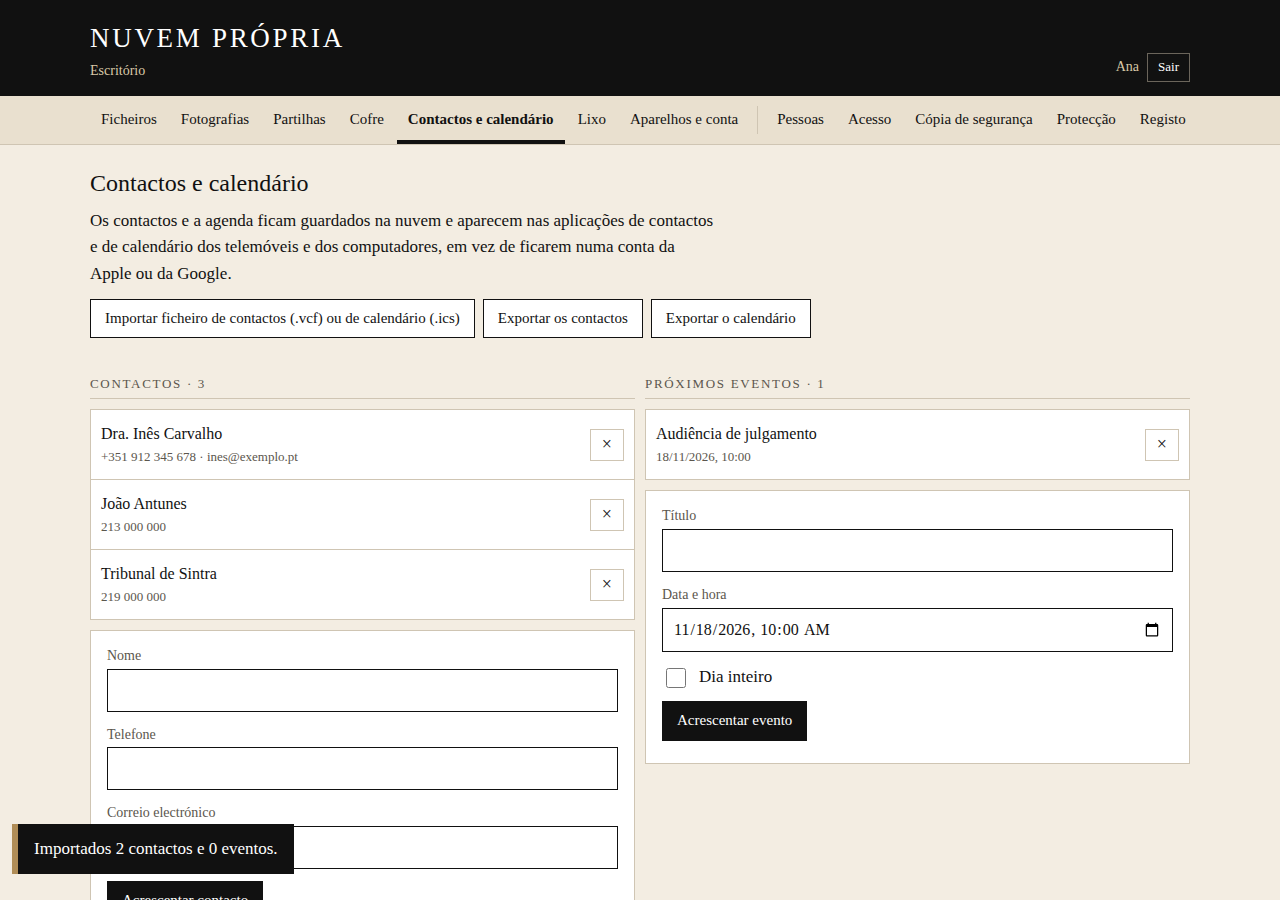 NUVEM PRÓPRIA
Escritório
Ana Sair
Ficheiros Fotografias Partilhas Cofre Contactos e calendário Lixo Aparelhos e conta Pessoas Acesso Cópia de segurança Protecção Registo
Contactos e calendário
Os contactos e a agenda ficam guardados na nuvem e aparecem nas aplicações de contactos
e de calendário dos telemóveis e dos computadores, em vez de ficarem numa conta da
Apple ou da Google.
Importar ficheiro de contactos (.vcf) ou de calendário (.ics) Exportar os contactos Exportar o calendário
CONTACTOS · 3
Dra. Inês Carvalho
+351 912 345 678 · ines@exemplo.pt
×
João Antunes
213 000 000
×
Tribunal de Sintra
219 000 000
×
Nome
Telefone
Correio electrónico
Acrescentar contacto
PRÓXIMOS EVENTOS · 1
Audiência de julgamento
18/11/2026, 10:00
×
Título
Data e hora
11/18/2026, 10:00 AM
Dia inteiro
Acrescentar evento
Importados 2 contactos e 0 eventos.